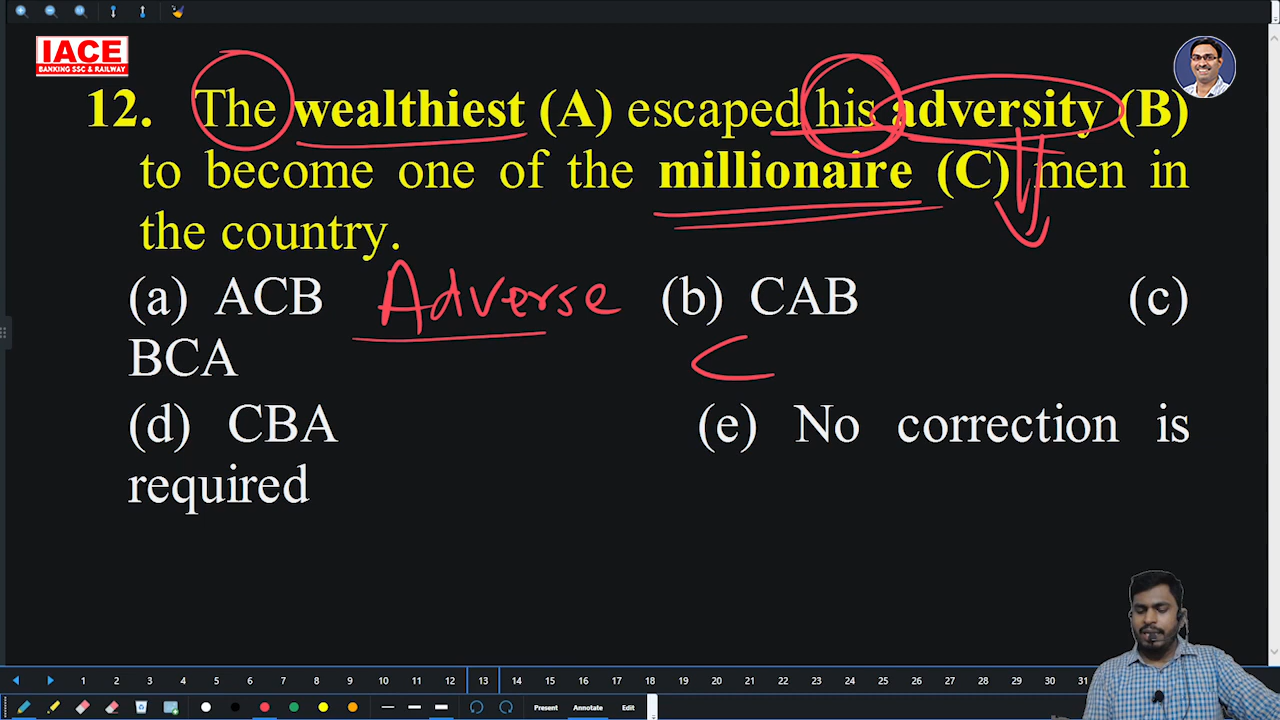 IACE
BANKING SSC & RAILWAY
12. The wealthiest (A) escaped his adversity (B)
to become one of the millionaire (C) men in
the country.
(a) ACB Adverse (b) CAB (c)
BCA C
(d) CBA (e) No correction is
required
1 2 3 4 5 6 7 8 9 10 11 12 13 14 15 16 17 18 19 20 21 22 23 24 25 26 27 28 29 30 31
Present Annotate Edit